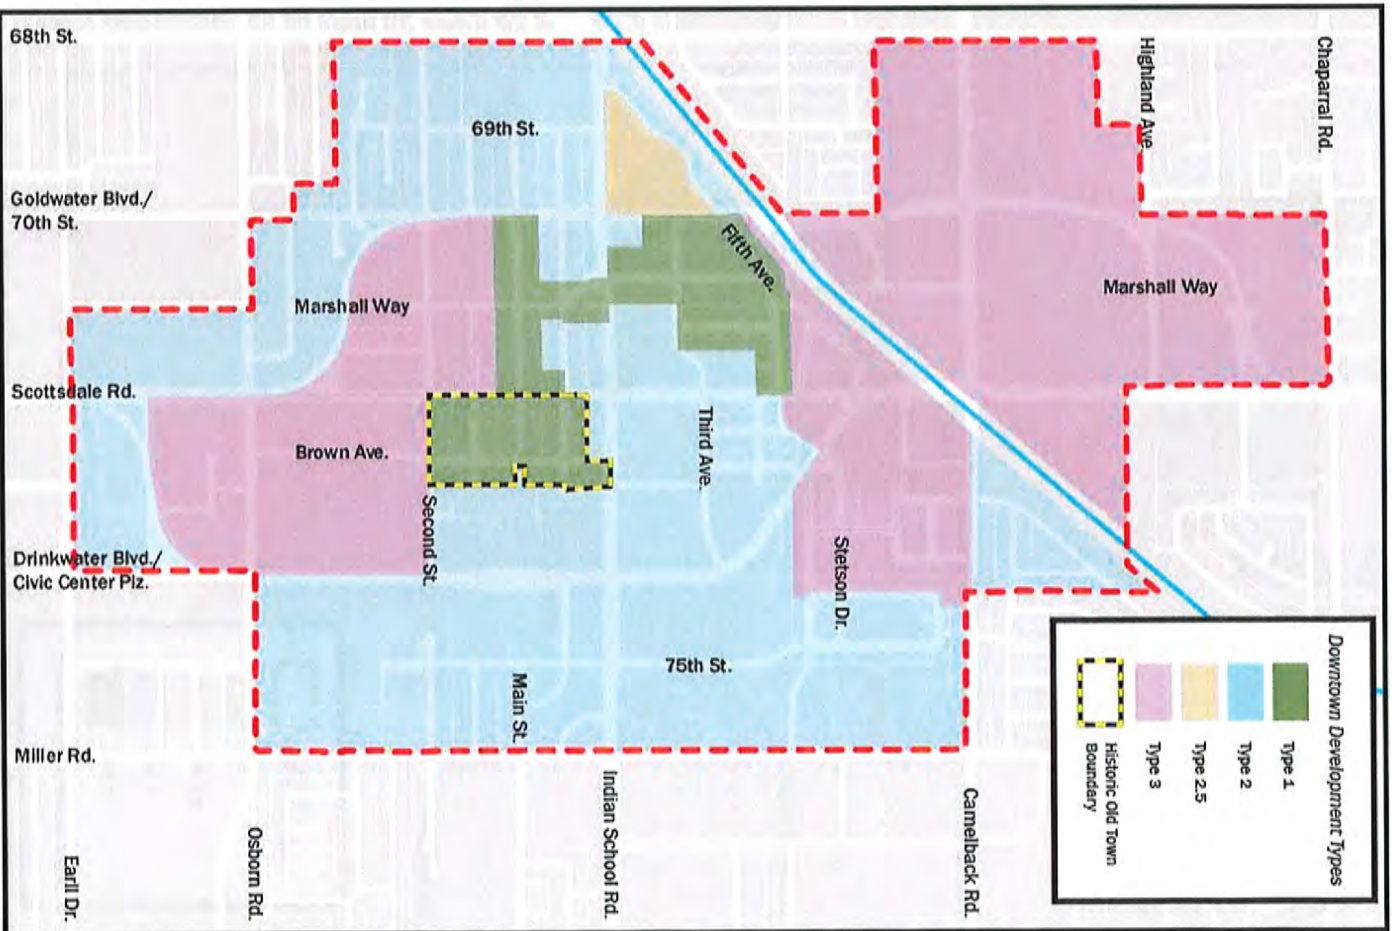 68th St.
Highland Ave.
Chaparral Rd.
69th St.
Goldwater Blvd./
70th St.
Fifth Ave.
Marshall Way
Marshall Way
Scottsdale Rd.
Third Ave.
Brown Ave.
Second St.
Stetson Dr.
Drinkwater Blvd./
Civic Center Plz.
75th St.
Main St.
Miller Rd.
Indian School Rd.
Camelback Rd.
Osborn Rd.
Earll Dr.
Downtown Development Types
Type 1
Type 2
Type 2.5
Type 3
Historic Old Town
Boundary